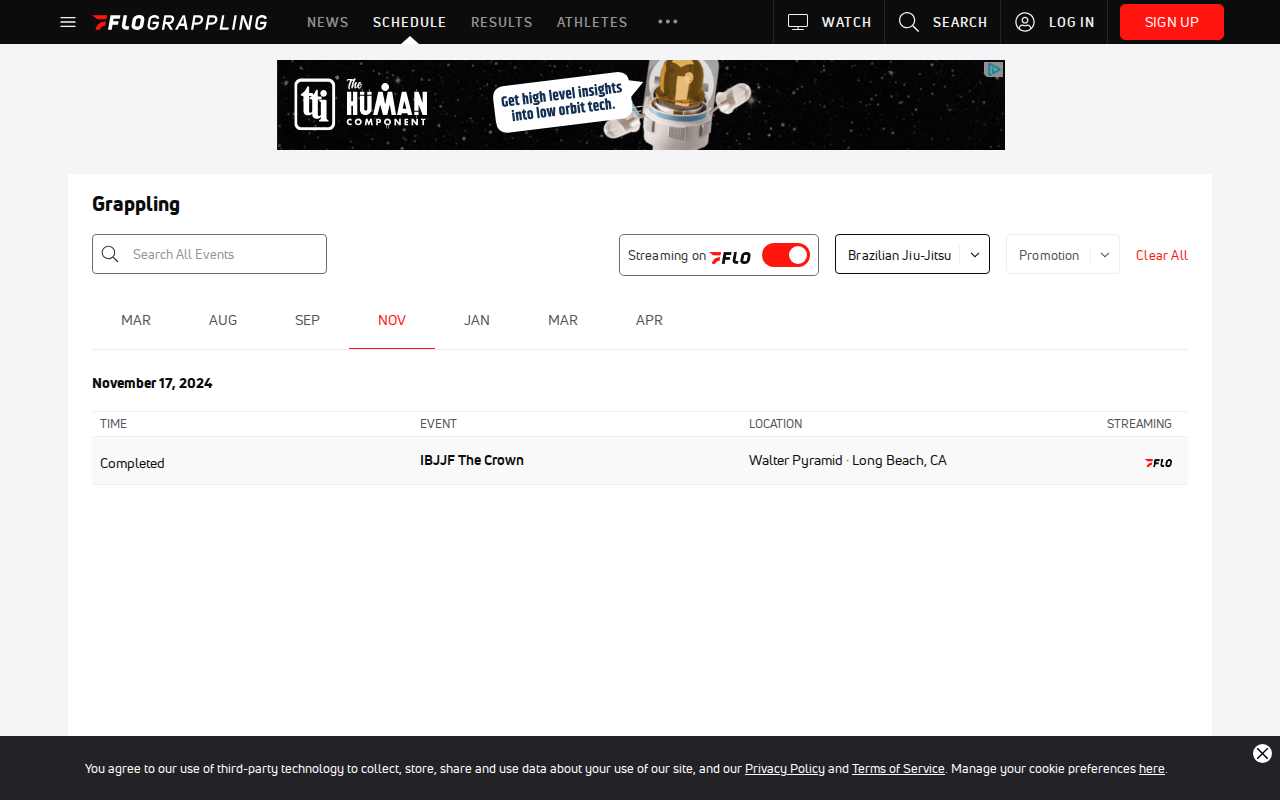 FLOGRAPPLING NEWS SCHEDULE RESULTS ATHLETES WATCH SEARCH LOG IN SIGN UP
tti The HUMAN COMPONENT
Get high level insights
into low orbit tech.
Grappling
Search All Events Streaming on FLO Brazilian Jiu-Jitsu Promotion Clear All
MAR AUG SEP NOV JAN MAR APR
November 17, 2024
TIME EVENT LOCATION STREAMING
Completed IBJJF The Crown Walter Pyramid · Long Beach, CA FLO
You agree to our use of third-party technology to collect, store, share and use data about your use of our site, and our Privacy Policy and Terms of Service. Manage your cookie preferences here.